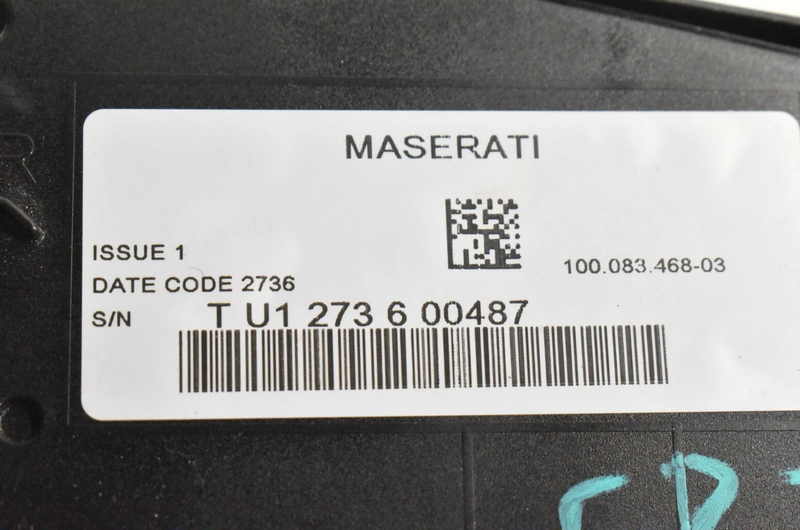 MASERATI
ISSUE 1
DATE CODE 2736
100.083.468-03
S/N T U1 273 6 00487